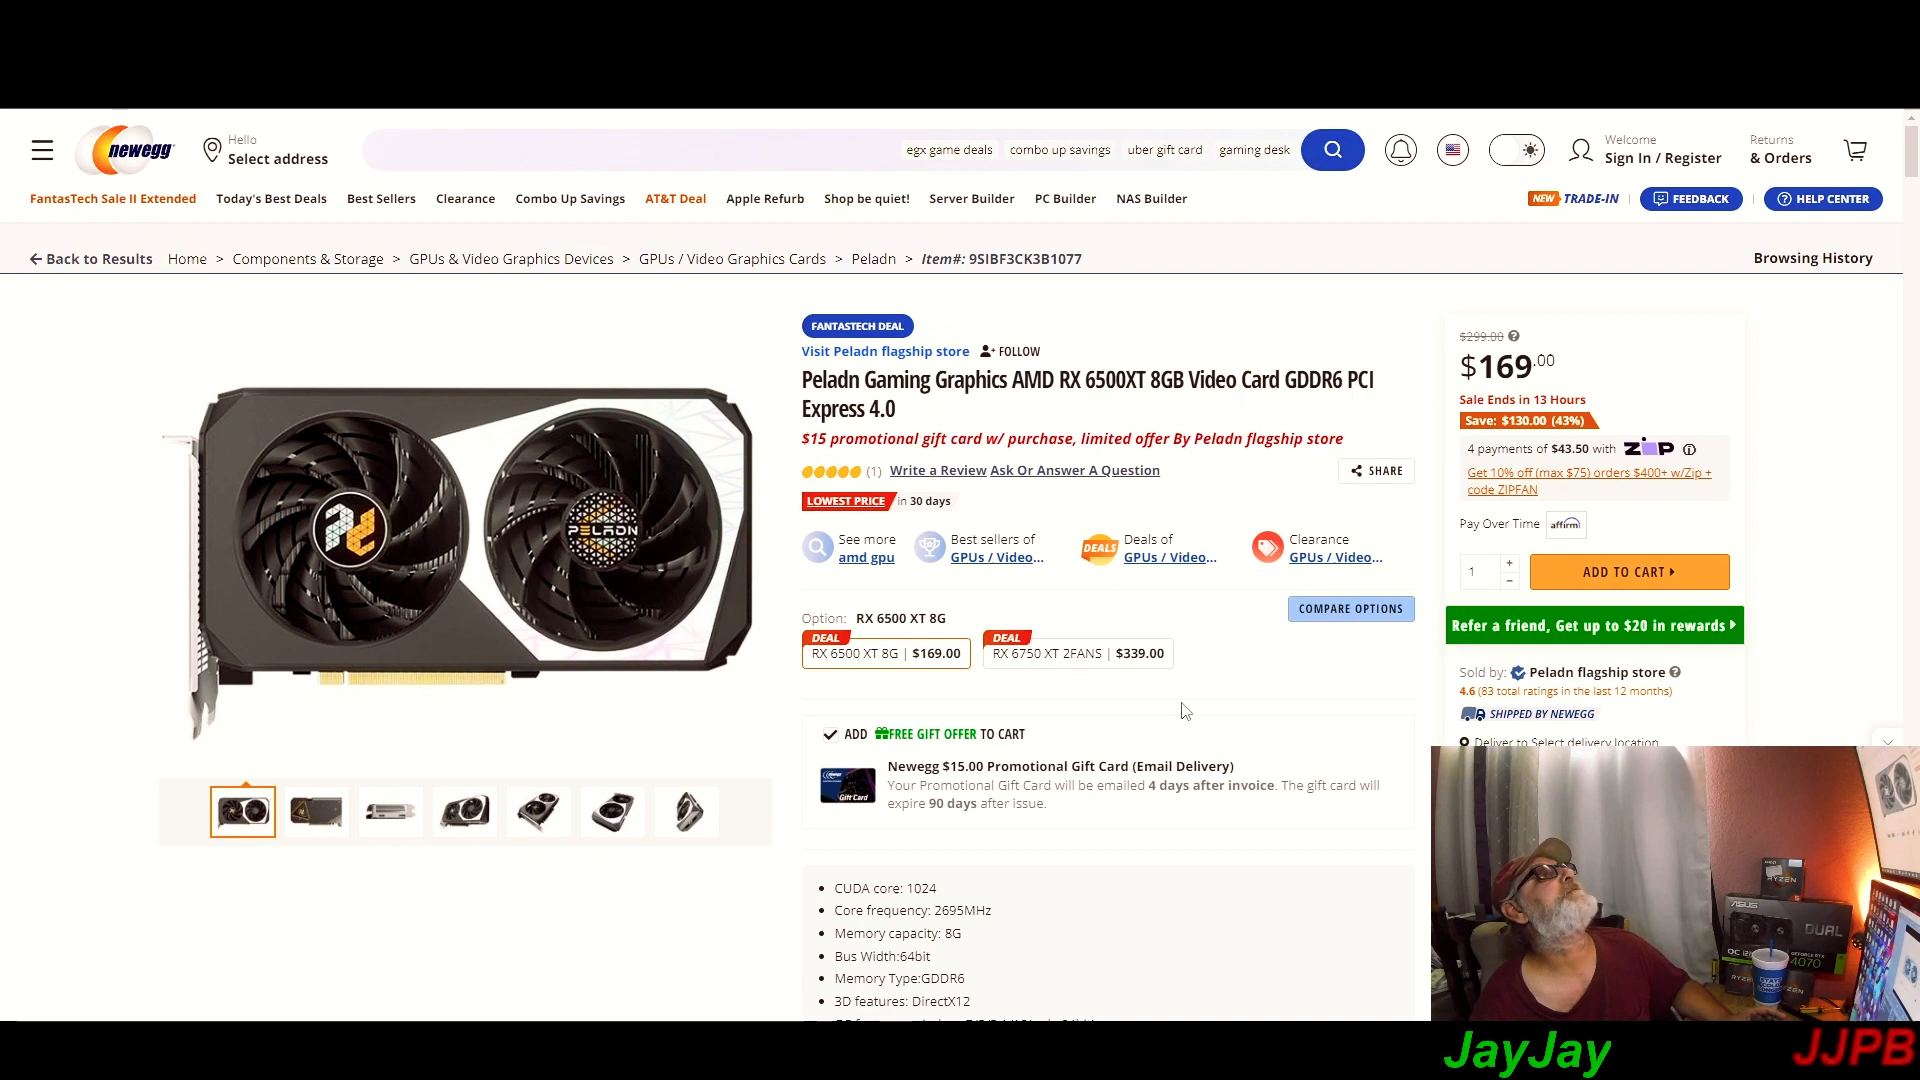 newegg
Hello
Select address
egx game deals combo up savings uber gift card gaming desk
Welcome
Sign In / Register
Returns
& Orders
FantasTech Sale II Extended Today's Best Deals Best Sellers Clearance Combo Up Savings AT&T Deal Apple Refurb Shop be quiet! Server Builder PC Builder NAS Builder
NEW TRADE-IN FEEDBACK HELP CENTER
Back to Results Home > Components & Storage > GPUs & Video Graphics Devices > GPUs / Video Graphics Cards > Peladn > Item#: 9SIBF3CK3B1077
Browsing History
PELADN
FANTASTECH DEAL
Visit Peladn flagship store FOLLOW
Peladn Gaming Graphics AMD RX 6500XT 8GB Video Card GDDR6 PCI
Express 4.0
$15 promotional gift card w/ purchase, limited offer By Peladn flagship store
(1) Write a Review Ask Or Answer A Question
SHARE
LOWEST PRICE in 30 days
See more
amd gpu
Best sellers of
GPUs / Video...
DEALS
Deals of
GPUs / Video...
Clearance
GPUs / Video...
Option: RX 6500 XT 8G
COMPARE OPTIONS
DEAL
RX 6500 XT 8G | $169.00
DEAL
RX 6750 XT 2FANS | $339.00
ADD FREE GIFT OFFER TO CART
Gift Card
Newegg $15.00 Promotional Gift Card (Email Delivery)
Your Promotional Gift Card will be emailed 4 days after invoice. The gift card will
expire 90 days after issue.
CUDA core: 1024
Core frequency: 2695MHz
Memory capacity: 8G
Bus Width:64bit
Memory Type:GDDR6
3D features: DirectX12
$299.00
$169.00
Sale Ends in 13 Hours
Save: $130.00 (43%)
4 payments of $43.50 with ZIP
Get 10% off (max $75) orders $400+ w/Zip +
code ZIPFAN
Pay Over Time affirm
1
+
−
ADD TO CART
Refer a friend, Get up to $20 in rewards
Sold by: Peladn flagship store
4.6 (83 total ratings in the last 12 months)
SHIPPED BY NEWEGG
Deliver to Select delivery location
AMD
RYZEN
ASUS
DUAL
GEFORCE RTX
4070
JayJay
JJPB